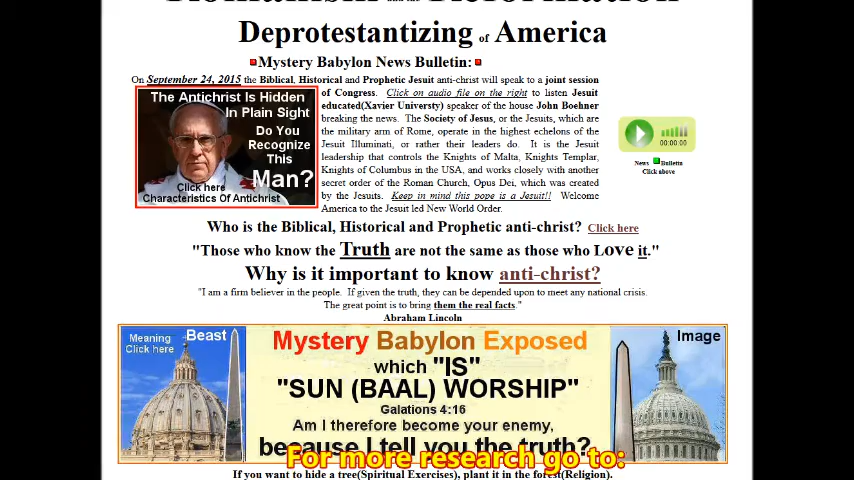 Deprotestantizing of America
Mystery Babylon News Bulletin:
On September 24, 2015 the Biblical, Historical and Prophetic Jesuit anti-christ will speak to a joint session
of Congress. Click on audio file on the right to listen Jesuit
educated(Xavier Universty) speaker of the house John Boehner
breaking the news. The Society of Jesus, or the Jesuits, which are
the military arm of Rome, operate in the highest echelons of the
Jesuit Illuminati, or rather their leaders do. It is the Jesuit
leadership that controls the Knights of Malta, Knights Templar,
Knights of Columbus in the USA, and works closely with another
secret order of the Roman Church, Opus Dei, which was created
by the Jesuits. Keep in mind this pope is a Jesuit!! Welcome
America to the Jesuit led New World Order.
The Antichrist Is Hidden
In Plain Sight
Do You
Recognize
This
Man?
Click here
Characteristics Of Antichrist
00:00:00
News Bulletin
Click above
Who is the Biblical, Historical and Prophetic anti-christ? Click here
"Those who know the Truth are not the same as those who Love it."
Why is it important to know anti-christ?
"I am a firm believer in the people. If given the truth, they can be depended upon to meet any national crisis.
The great point is to bring them the real facts."
Abraham Lincoln
Meaning
Click here
Beast
Mystery Babylon Exposed
which "IS"
"SUN (BAAL) WORSHIP"
Galations 4:16
Am I therefore become your enemy,
because I tell you the truth?
Image
For more research go to:
If you want to hide a tree(Spiritual Exercises), plant it in the forest(Religion).